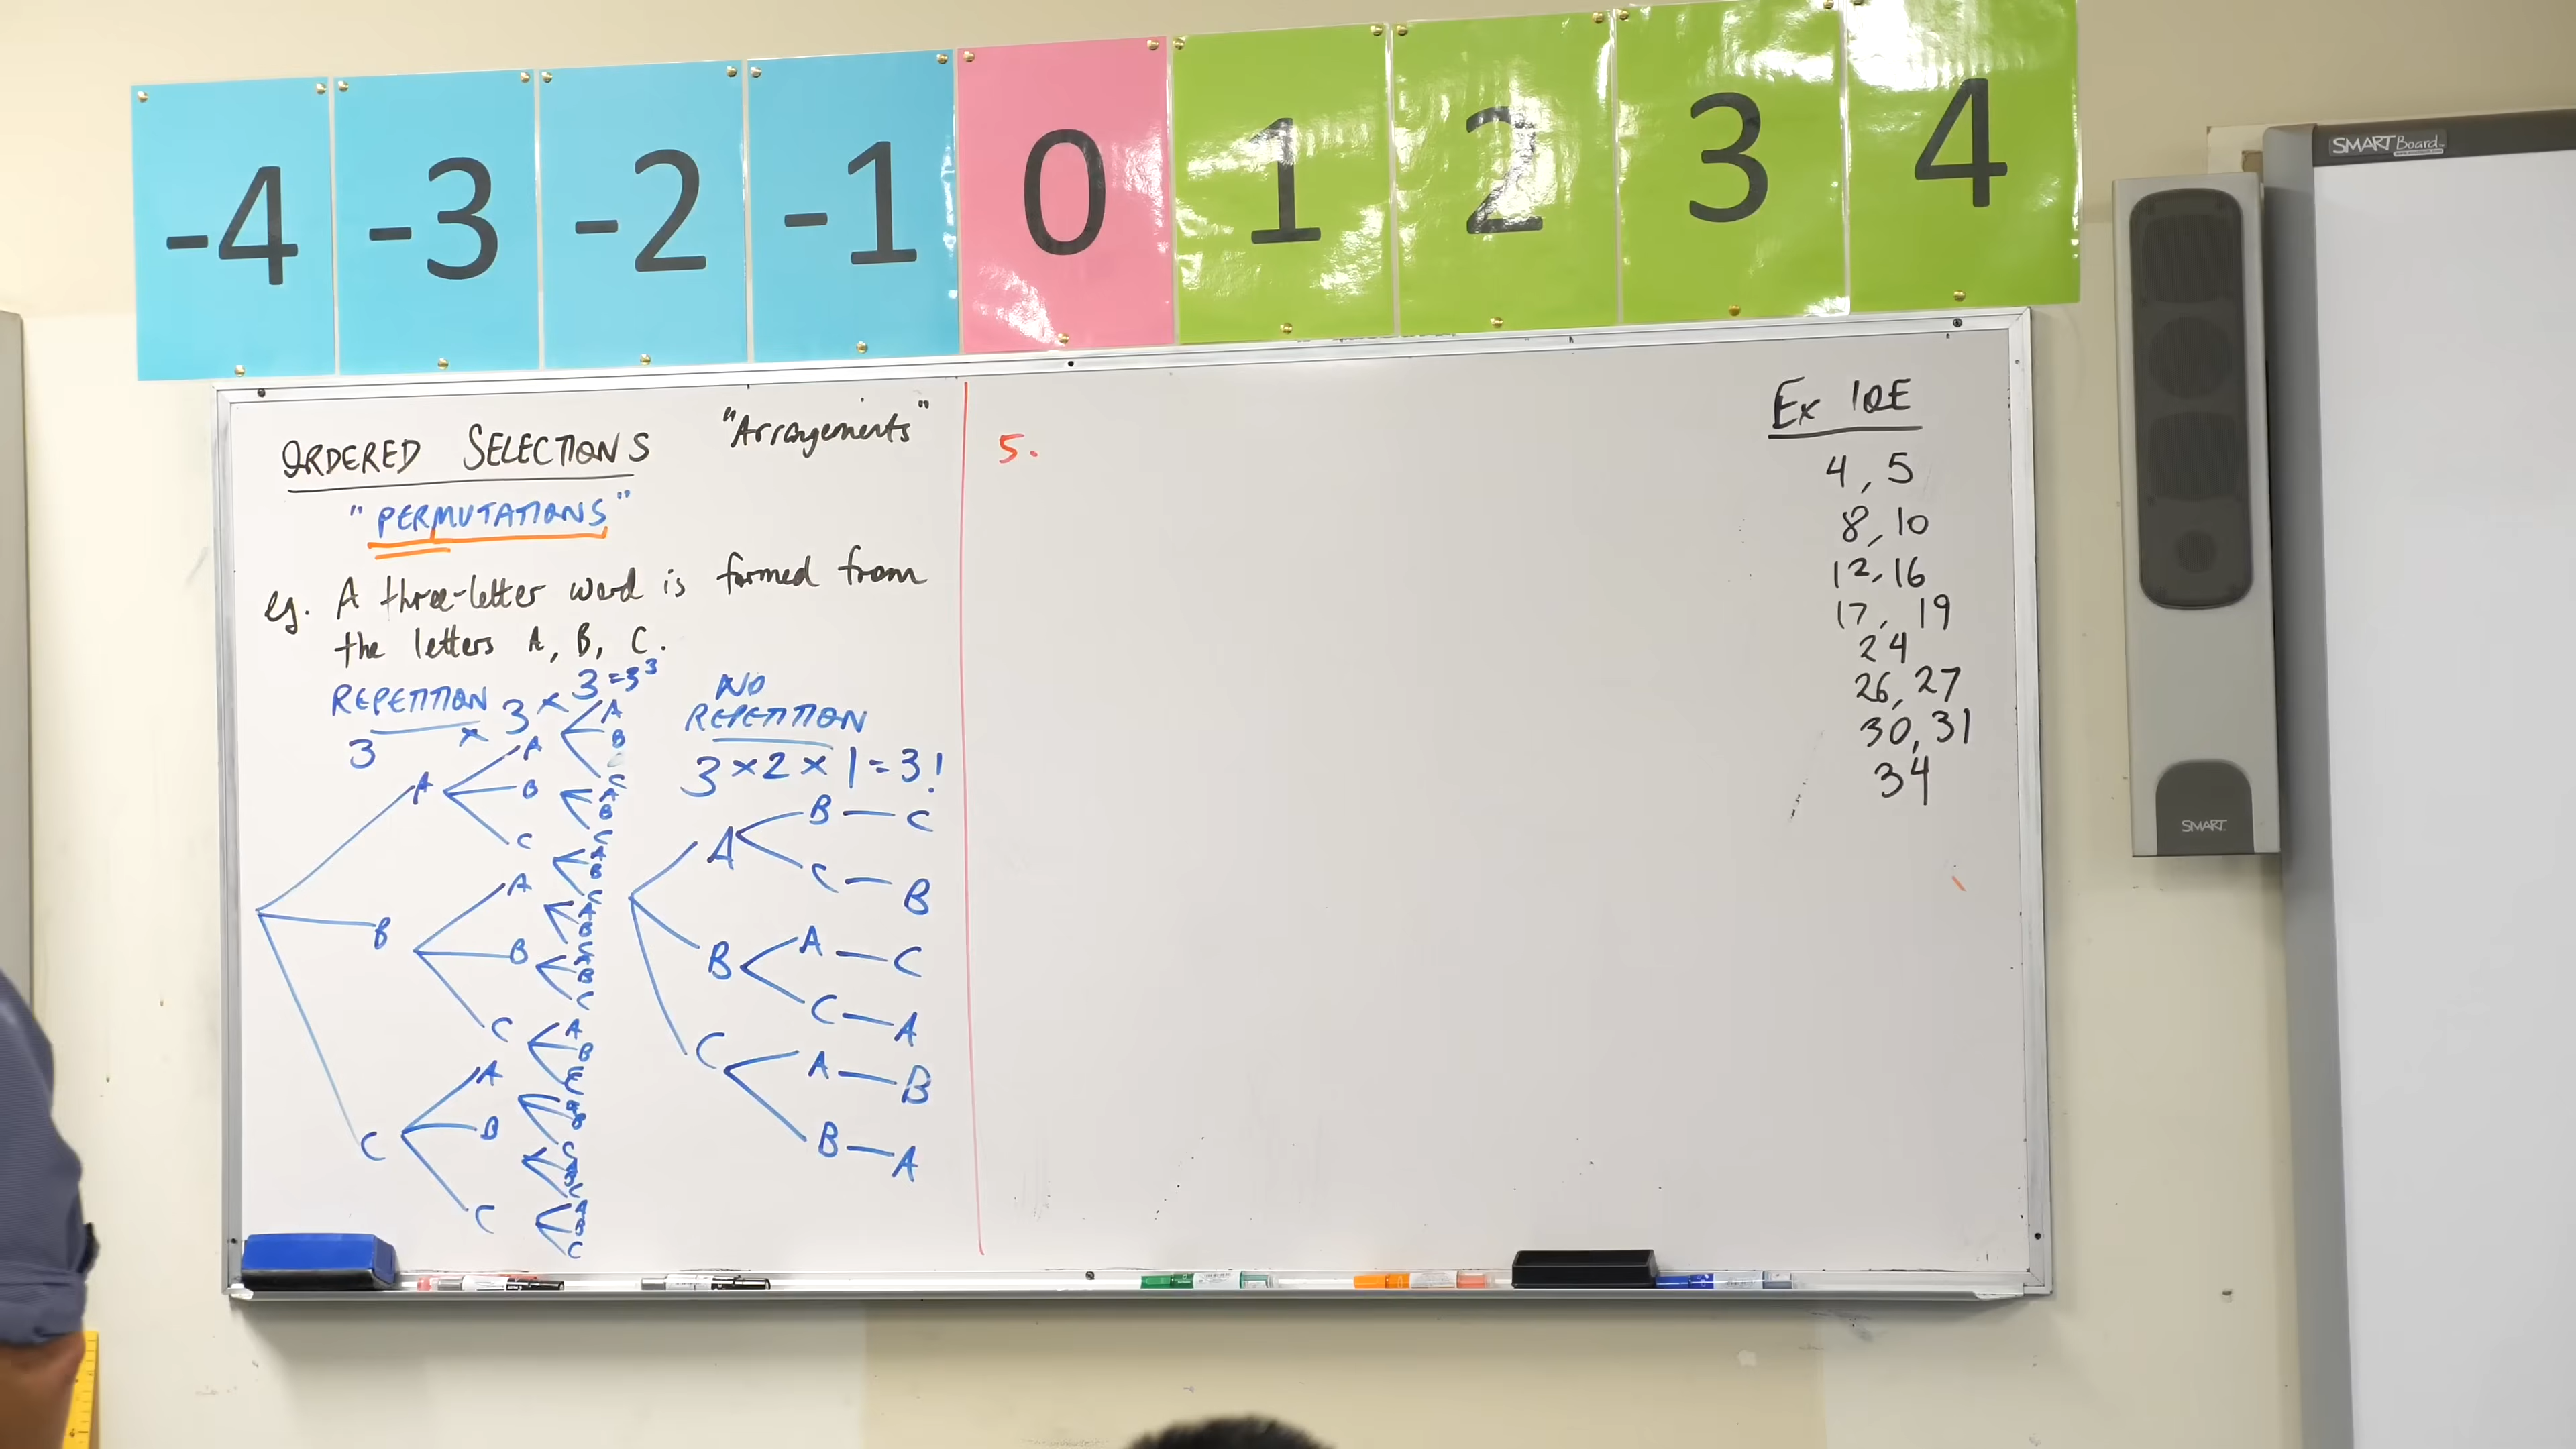 -4 -3 -2 -1 0 1 2 3 4
SMART Board
ORDERED SELECTIONS "Arrangements"
"PERMUTATIONS"
eg. A three-letter word is formed from
the letters A, B, C.
REPETITION
3 × 3 × 3 = 3³
A
A
A
B
C
B
A
B
C
C
A
B
C
B
A
A
B
C
B
A
B
C
C
A
B
C
C
A
B
C
NO
REPETITION
3 × 2 × 1 = 3!
A B — C
C — B
B A — C
C — A
C A — B
B — A
5.
Ex 10E
4, 5
8, 10
12, 16
17, 19
24
26, 27
30, 31
34
SMART